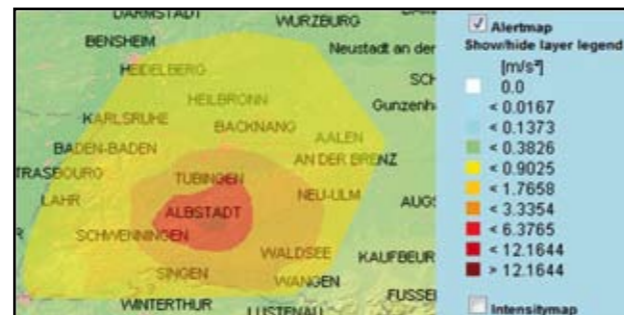 DARMSTADT
WURZBURG
BENSHEIM
Neustadt an der
HEIDELBERG
SCH
HEILBRONN
Gunzenh
KARLSRUHE
BACKNANG
AALEN
BADEN-BADEN
AN DER BRENZ
TRASBOURG
TUBINGEN
LAHR
NEU-ULM
AUG
ALBSTADT
SCHWENNINGEN
WALDSEE
KAUFBEUR
SINGEN
WANGEN
FUSSE
WINTERTHUR
LUSTENAU
Alertmap
Show/hide layer legend
[m/s²]
0.0
< 0.0167
< 0.1373
< 0.3826
< 0.9025
< 1.7658
< 3.3354
< 6.3765
< 12.1644
> 12.1644
Intensitymap